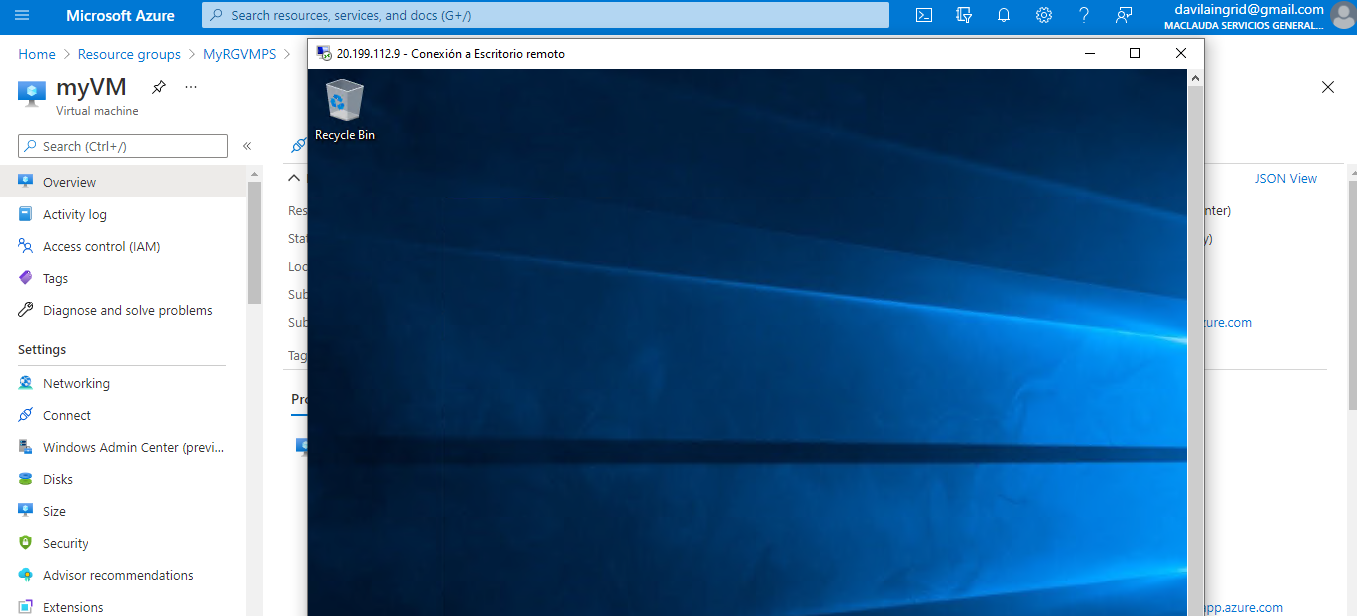 Microsoft Azure
Search resources, services, and docs (G+/)
davilaingrid@gmail.com
MACLAUDA SERVICIOS GENERAL...
Home > Resource groups > MyRGVMPS >
20.199.112.9 - Conexión a Escritorio remoto
myVM
...
Virtual machine
Recycle Bin
Search (Ctrl+/)
«
Overview
JSON View
Activity log
Res
nter)
Access control (IAM)
Stat
y)
Loc
Tags
Sub
Diagnose and solve problems
Sub
ure.com
Settings
Tag
Networking
Pro
Connect
Windows Admin Center (previ...
Disks
Size
Security
Advisor recommendations
Extensions
app.azure.com